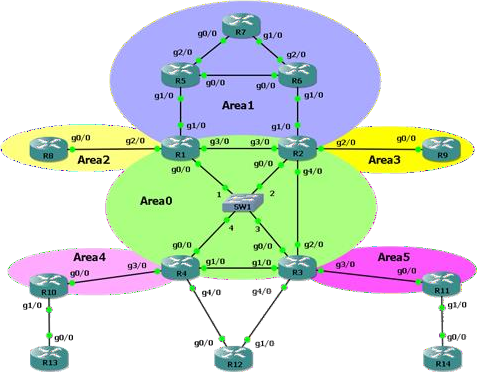 R7
g2/0 g1/0
g2/0 g2/0
R5 g0/0 g0/0 R6
g1/0 Area1 g1/0
g1/0 g1/0
g0/0 g2/0 g3/0 g3/0 g2/0 g0/0
R8 R1 R2 R9
Area2 g0/0 g0/0 g4/0 Area3
1 2
Area0 SW1
4 3
Area4 g0/0 g0/0 g2/0 Area5
g0/0 g3/0 g1/0 g1/0 g3/0 g0/0
R10 R4 R3 R11
g1/0 g4/0 g4/0 g1/0
g0/0 g0/0 g1/0 g0/0
R13 R12 R14